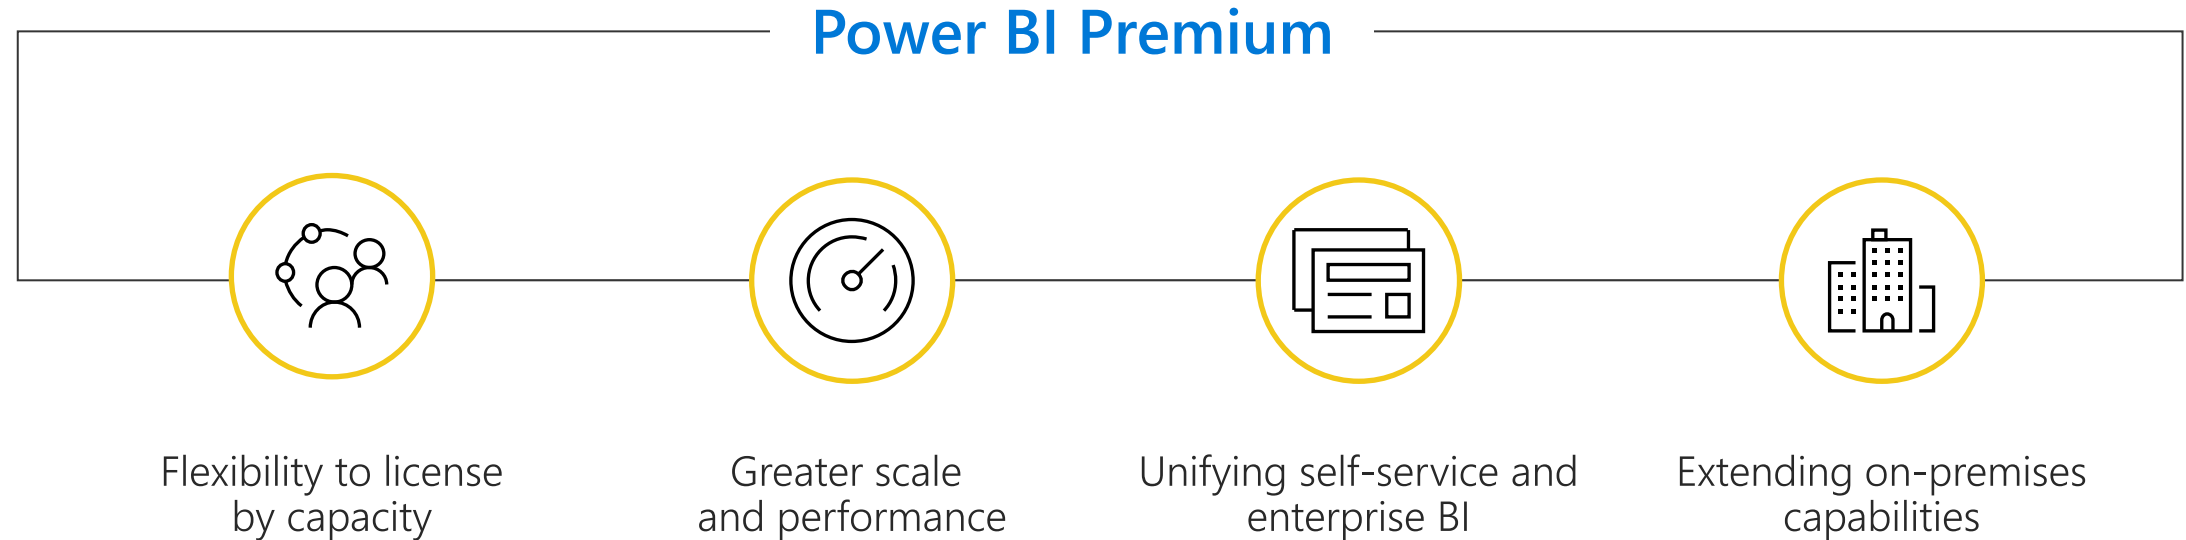 Power BI Premium
Flexibility to license
by capacity
Greater scale
and performance
Unifying self-service and
enterprise BI
Extending on-premises
capabilities